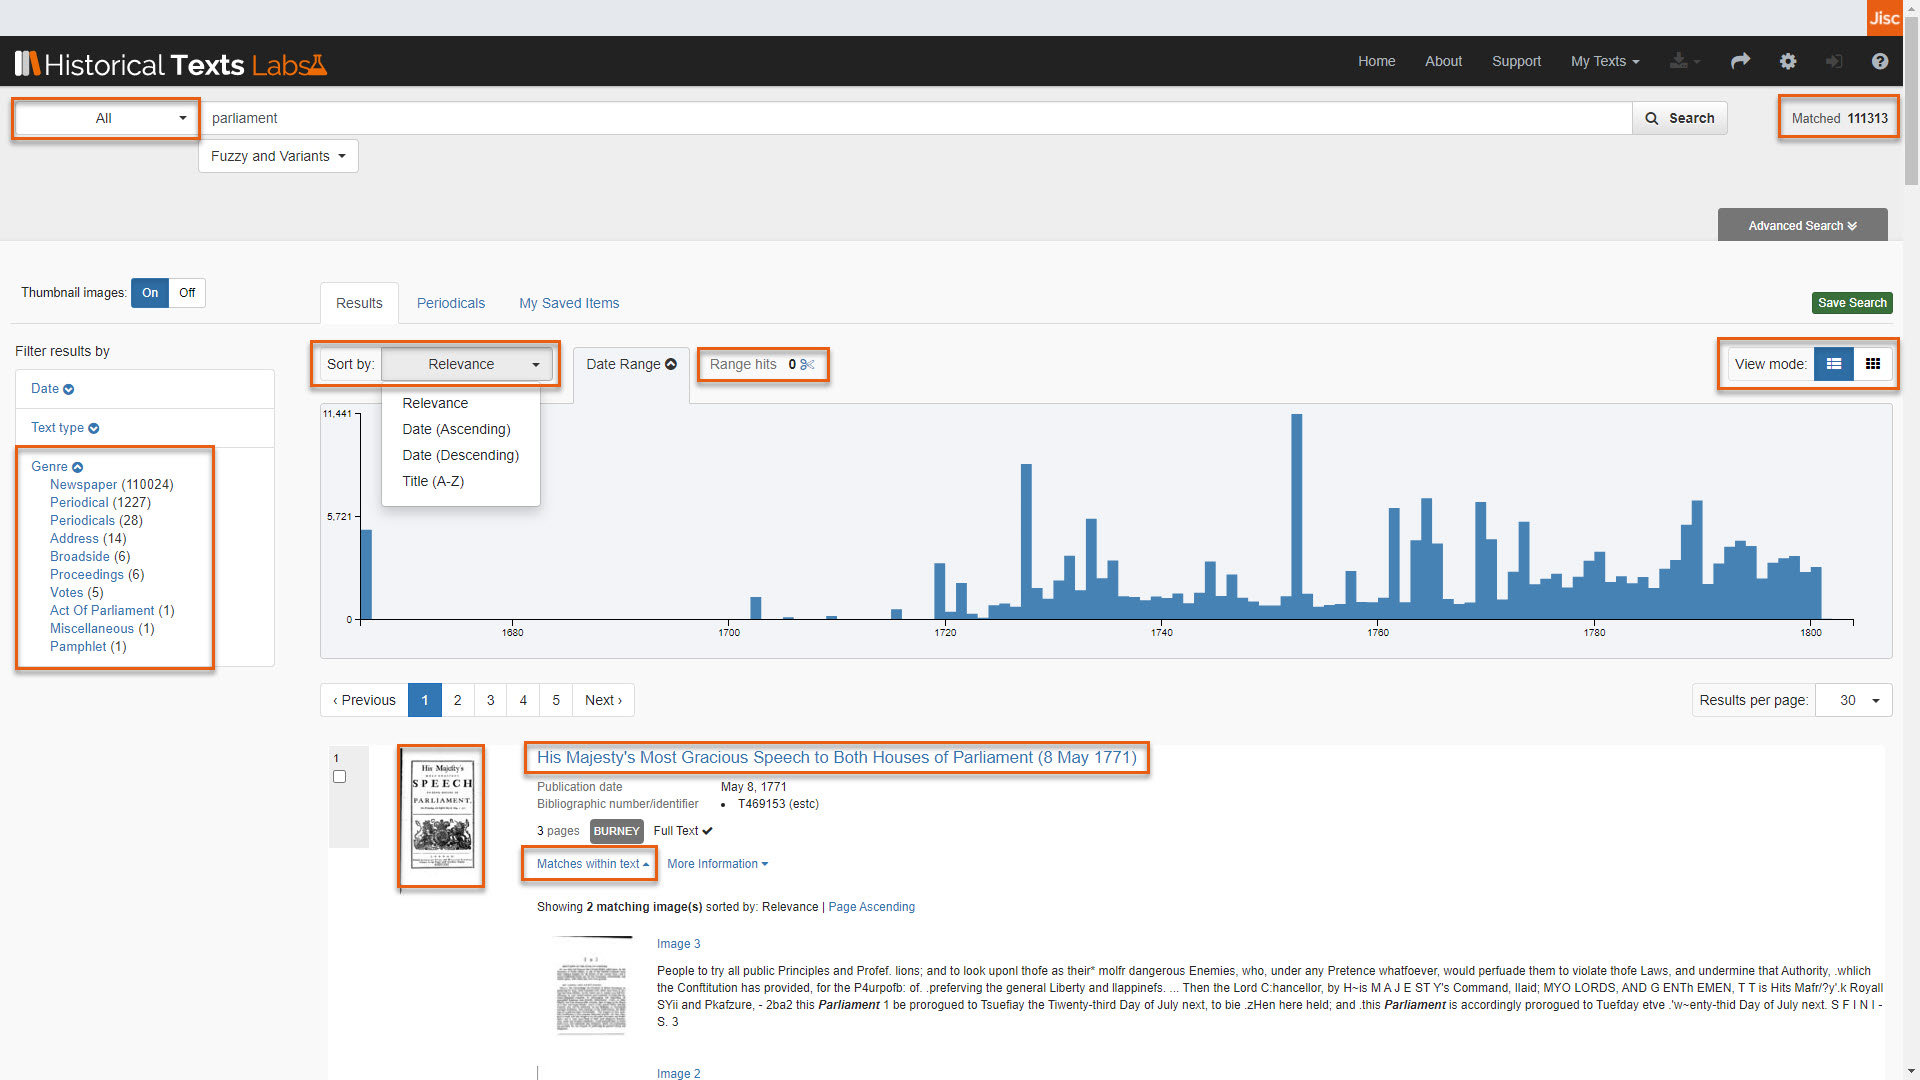 Jisc
Historical Texts Labs
Home About Support My Texts
All parliament Search Matched 111313
Fuzzy and Variants
Advanced Search
Thumbnail images: On Off
Results Periodicals My Saved Items Save Search
Filter results by
Sort by: Relevance Date Range Range hits 0 View mode:
Date
Text type
Genre
Newspaper (110024)
Periodical (1227)
Periodicals (28)
Address (14)
Broadside (6)
Proceedings (6)
Votes (5)
Act Of Parliament (1)
Miscellaneous (1)
Pamphlet (1)
Relevance
Date (Ascending)
Date (Descending)
Title (A-Z)
11,441
5,721
0
1680 1700 1720 1740 1760 1780 1800
‹ Previous 1 2 3 4 5 Next › Results per page: 30
1
His Majesty's
SPEECH
PARLIAMENT,
His Majesty's Most Gracious Speech to Both Houses of Parliament (8 May 1771)
Publication date May 8, 1771
Bibliographic number/identifier • T469153 (estc)
3 pages BURNEY Full Text
Matches within text More Information
Showing 2 matching image(s) sorted by: Relevance | Page Ascending
Image 3
People to try all public Principles and Profef. lions; and to look uponl thofe as their* molfr dangerous Enemies, who, under any Pretence whatfoever, would perfuade them to violate thofe Laws, and undermine that Authority, .whlich
the Conftitution has provided, for the P4urpofb: of. .preferving the general Liberty and llappinefs. ... Then the Lord C:hancellor, by H~is M A J E ST Y's Command, llaid; MYO LORDS, AND G ENTh EMEN, T T is Hits Mafr/?y'.k Royall
SYii and Pkafzure, - 2ba2 this Parliament 1 be prorogued to Tsuefiay the Tiwenty-third Day of July next, to bie .zHen here held; and .this Parliament is accordingly prorogued to Tuefday etve .'w~enty-thid Day of July next. S F I N I -
S. 3
Image 2